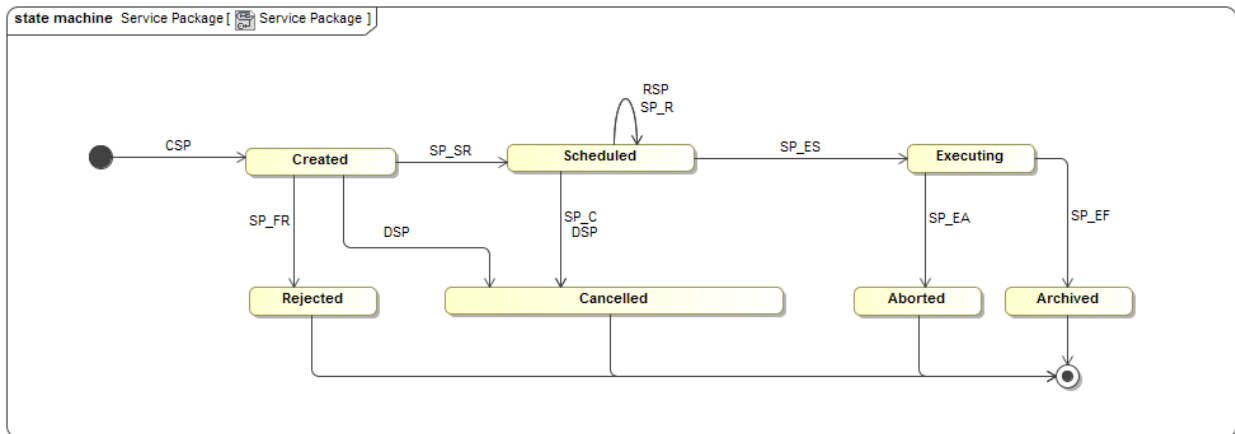 state machine Service Package [ Service Package ]
RSP
SP_R
CSP
Created
SP_SR
Scheduled
SP_ES
Executing
SP_FR
DSP
SP_C
DSP
SP_EA
SP_EF
Rejected
Cancelled
Aborted
Archived